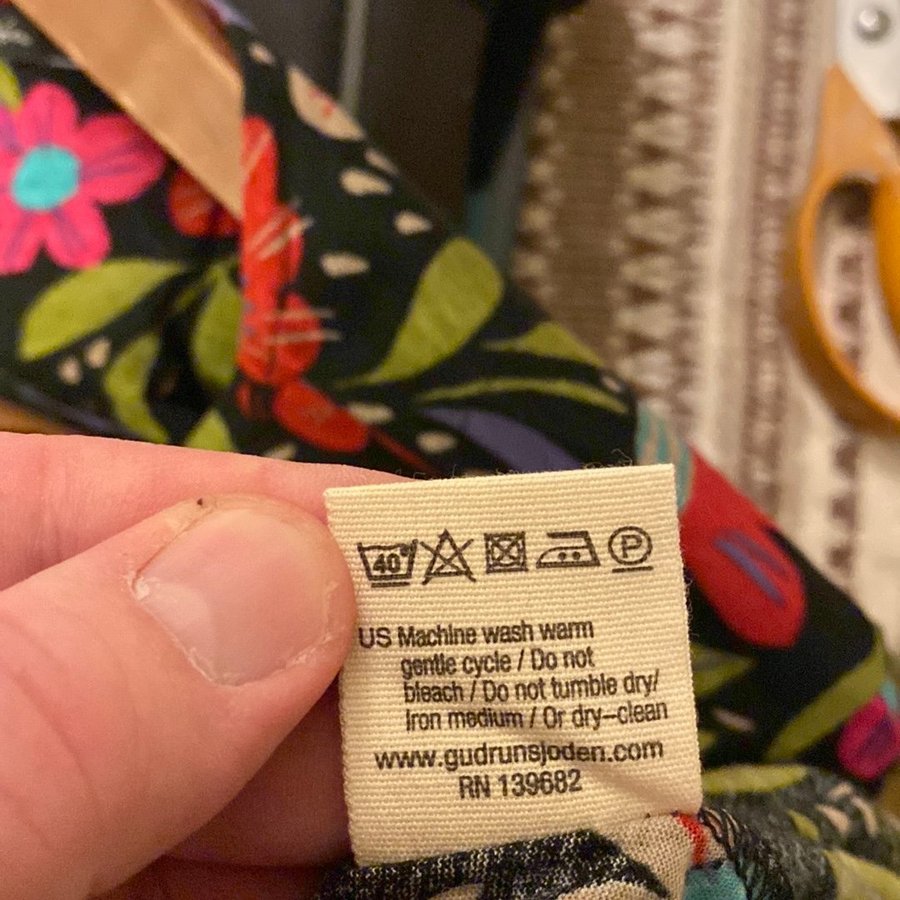 40°
P
US Machine wash warm
gentle cycle / Do not
bleach / Do not tumble dry/
Iron medium / Or dry-clean
www.gudrunsjoden.com
RN 139682